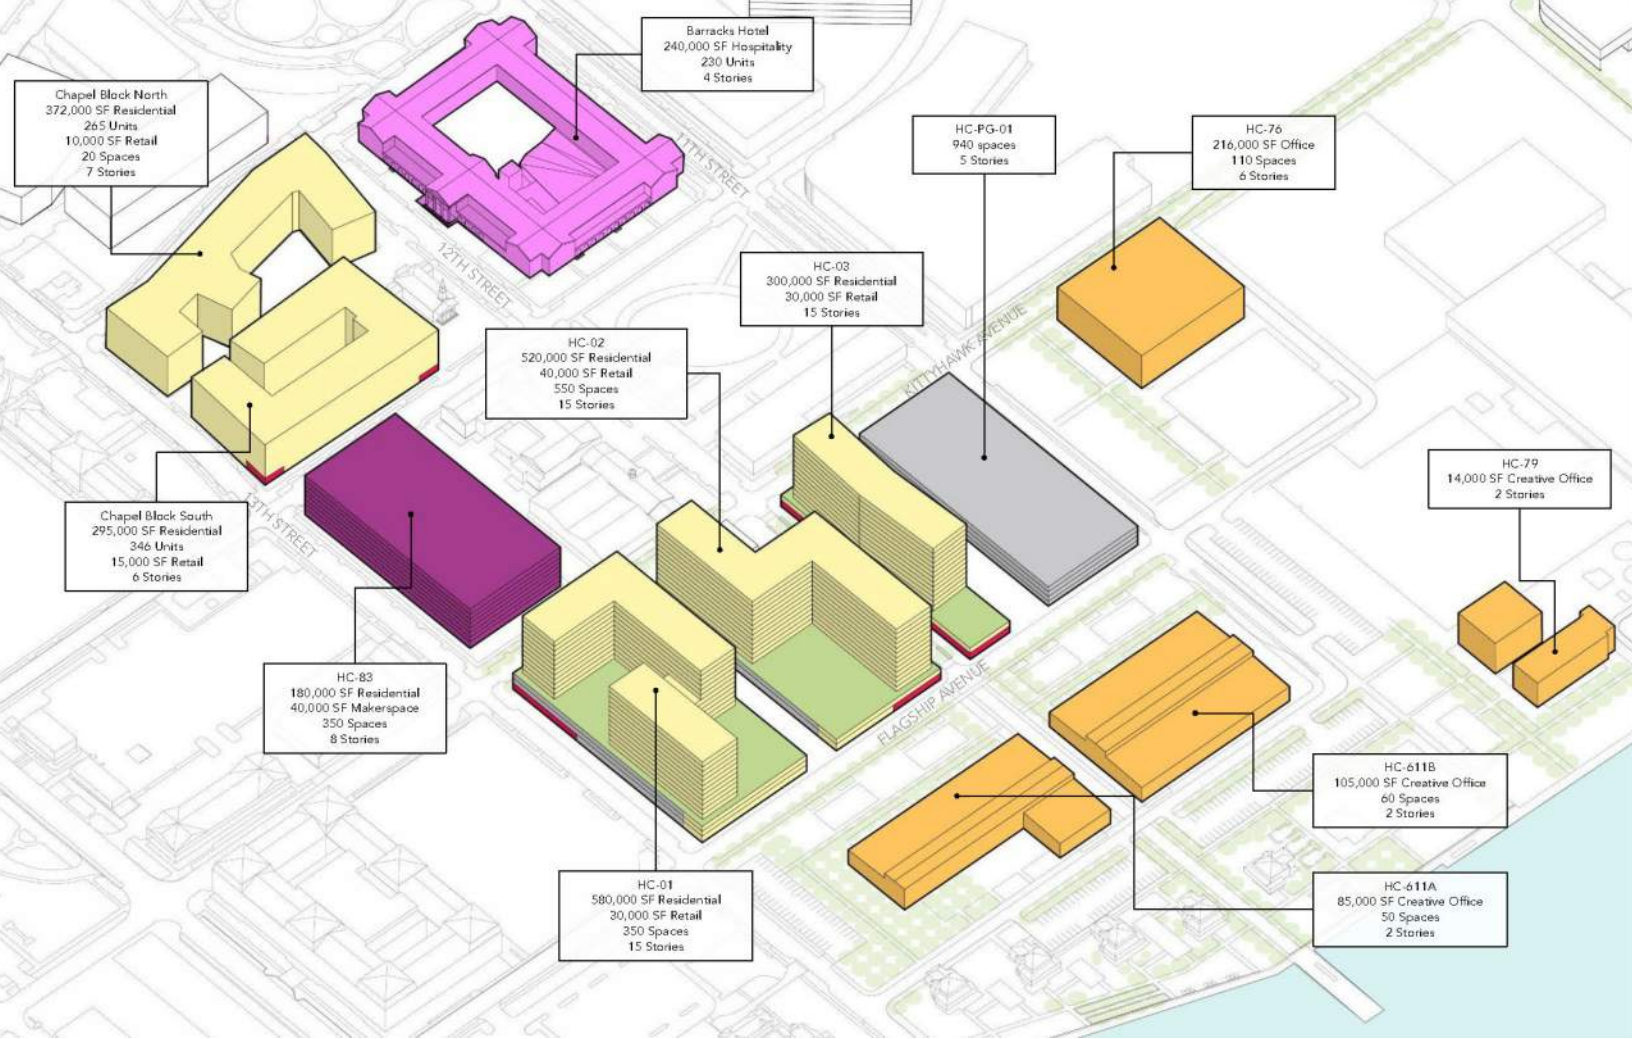 Barracks Hotel
240,000 SF Hospitality
230 Units
4 Stories
Chapel Block North
372,000 SF Residential
265 Units
10,000 SF Retail
20 Spaces
7 Stories
11TH STREET
HC-PG-01
940 spaces
5 Stories
HC-76
216,000 SF Office
110 Spaces
6 Stories
12TH STREET
HC-03
300,000 SF Residential
30,000 SF Retail
15 Stories
KITTYHAWK AVENUE
HC-02
520,000 SF Residential
40,000 SF Retail
550 Spaces
15 Stories
HC-79
14,000 SF Creative Office
2 Stories
13TH STREET
Chapel Block South
295,000 SF Residential
346 Units
15,000 SF Retail
6 Stories
HC-83
180,000 SF Residential
40,000 SF Makerspace
350 Spaces
8 Stories
FLAGSHIP AVENUE
HC-611B
105,000 SF Creative Office
60 Spaces
2 Stories
HC-01
580,000 SF Residential
30,000 SF Retail
350 Spaces
15 Stories
HC-611A
85,000 SF Creative Office
50 Spaces
2 Stories